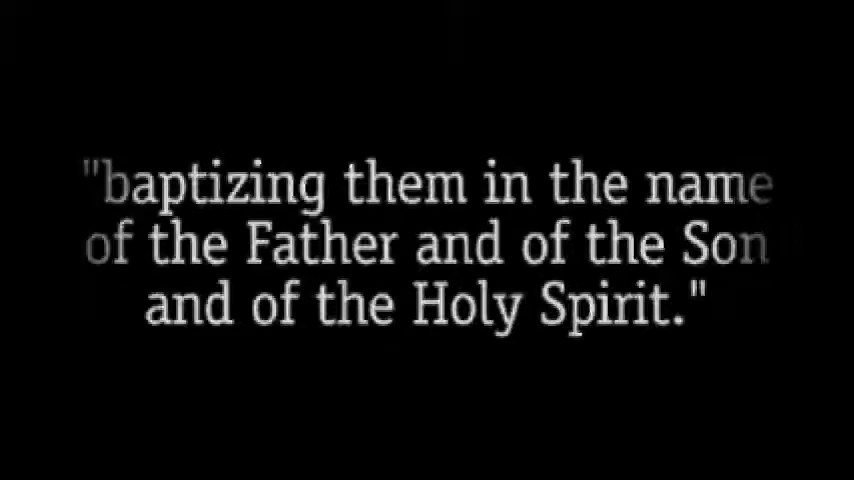 "baptizing them in the name
of the Father and of the Son
and of the Holy Spirit."